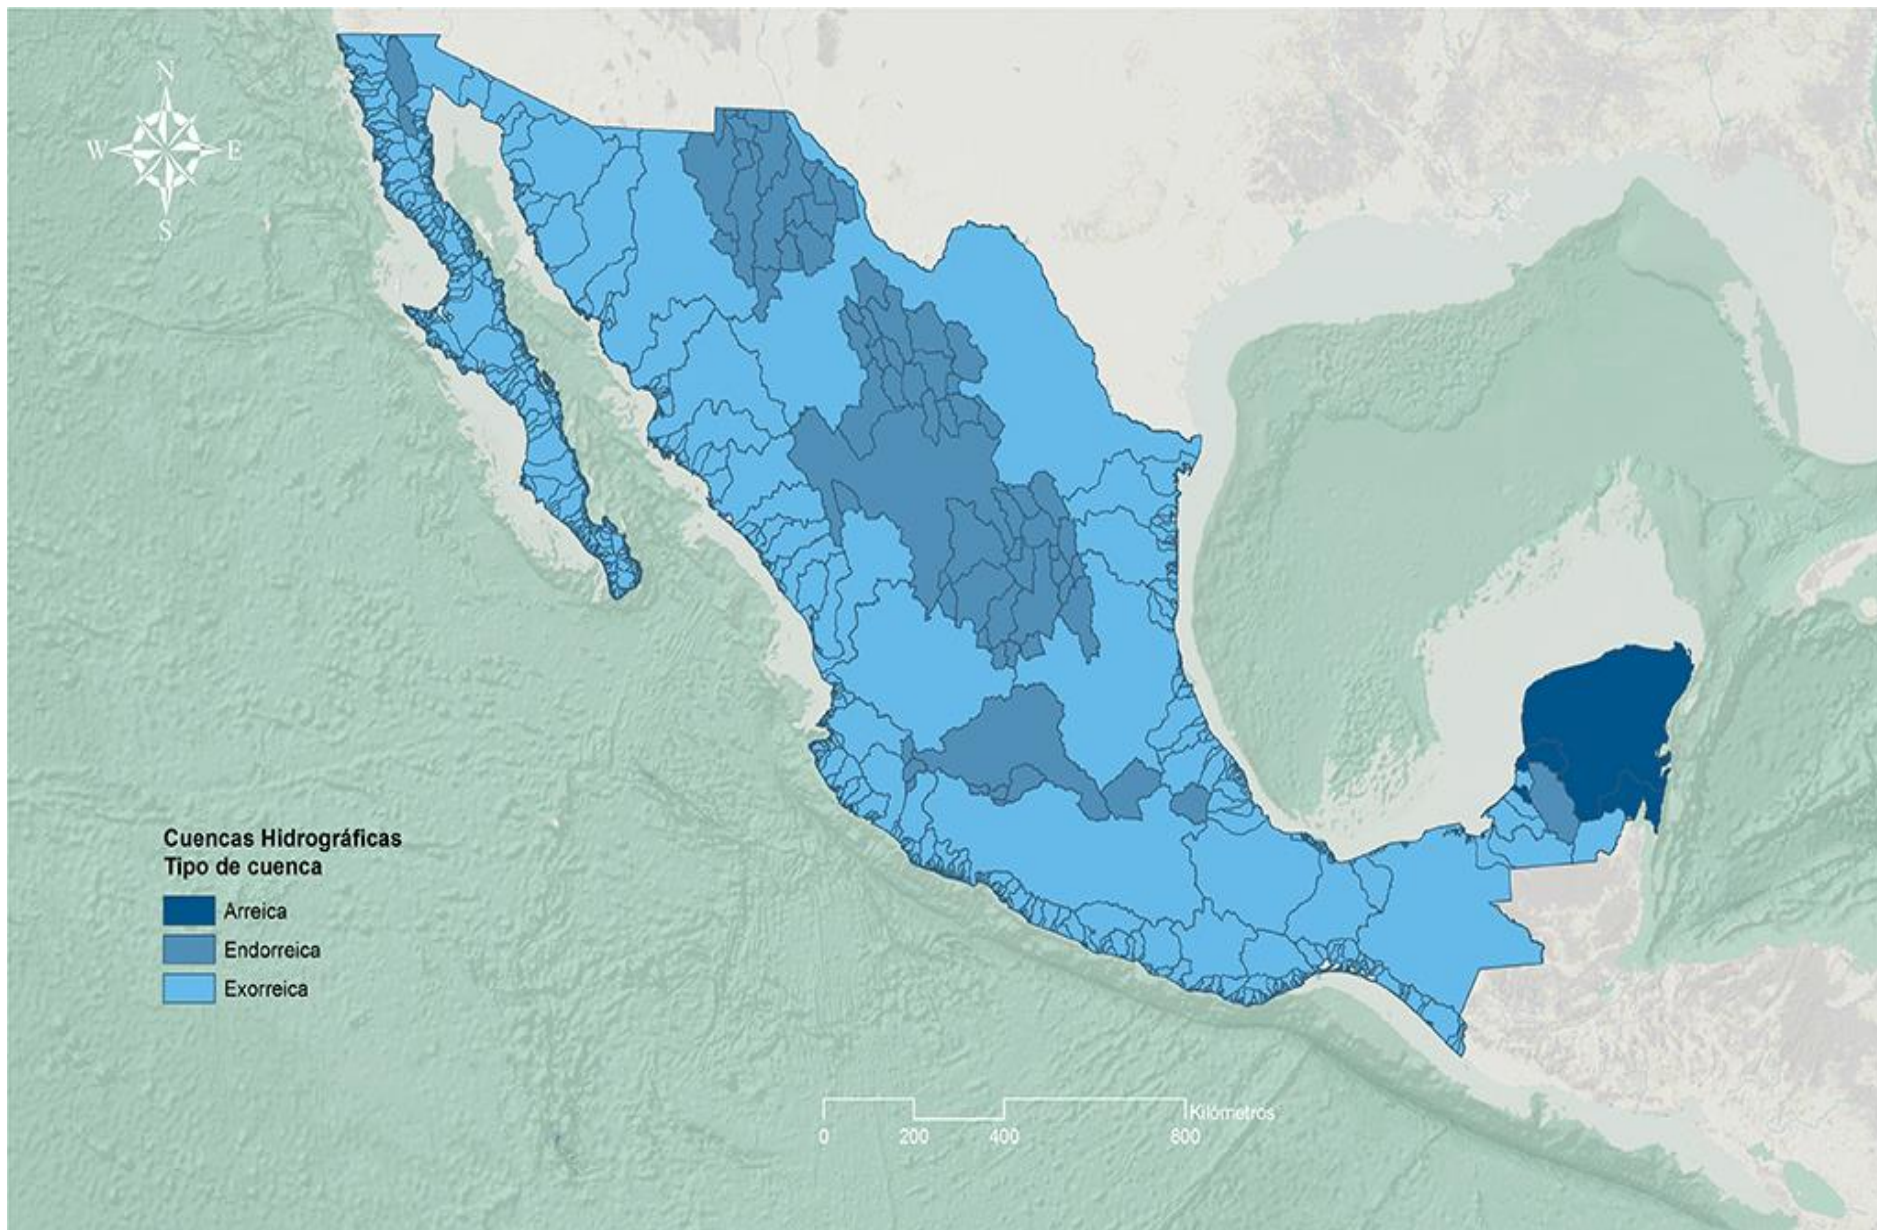 N
W E
S
Cuencas Hidrográficas
Tipo de cuenca
Arreica
Endorreica
Exorreica
Kilómetros
0 200 400 800